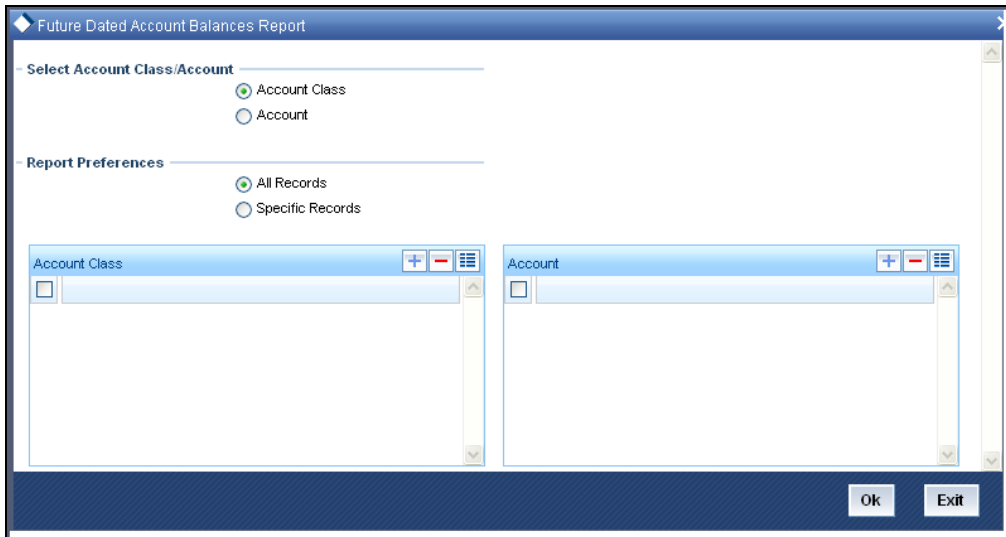 Future Dated Account Balances Report
Select Account Class/Account
Account Class
Account
Report Preferences
All Records
Specific Records
Account Class
Account
Ok
Exit